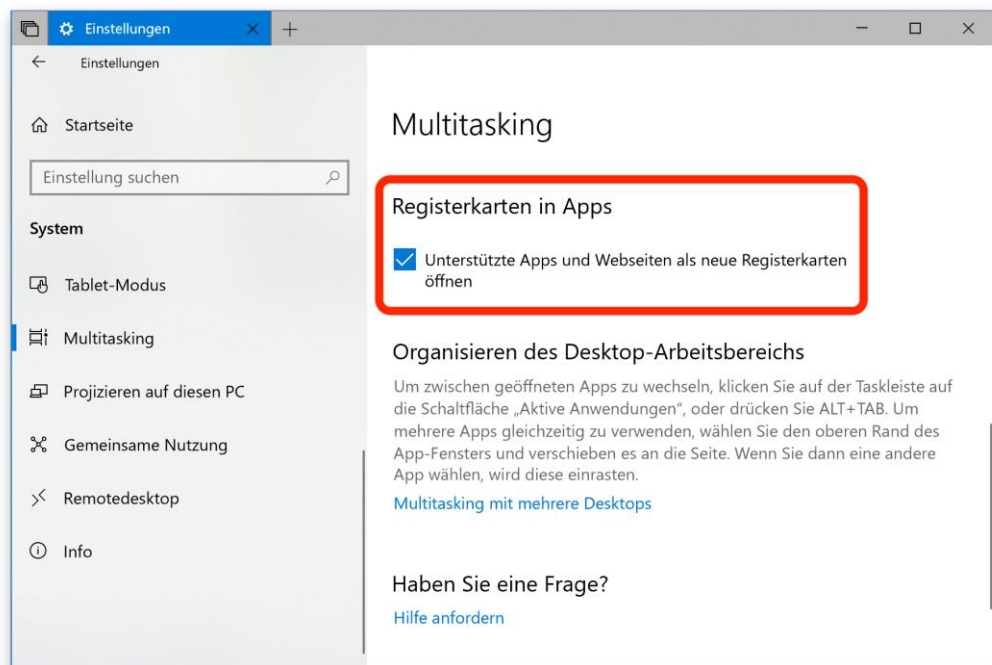 Einstellungen
Einstellungen
Startseite
Einstellung suchen
System
Tablet-Modus
Multitasking
Projizieren auf diesen PC
Gemeinsame Nutzung
Remotedesktop
Info
Multitasking
Registerkarten in Apps
Unterstützte Apps und Webseiten als neue Registerkarten
öffnen
Organisieren des Desktop-Arbeitsbereichs
Um zwischen geöffneten Apps zu wechseln, klicken Sie auf der Taskleiste auf
die Schaltfläche „Aktive Anwendungen“, oder drücken Sie ALT+TAB. Um
mehrere Apps gleichzeitig zu verwenden, wählen Sie den oberen Rand des
App-Fensters und verschieben es an die Seite. Wenn Sie dann eine andere
App wählen, wird diese einrasten.
Multitasking mit mehrere Desktops
Haben Sie eine Frage?
Hilfe anfordern